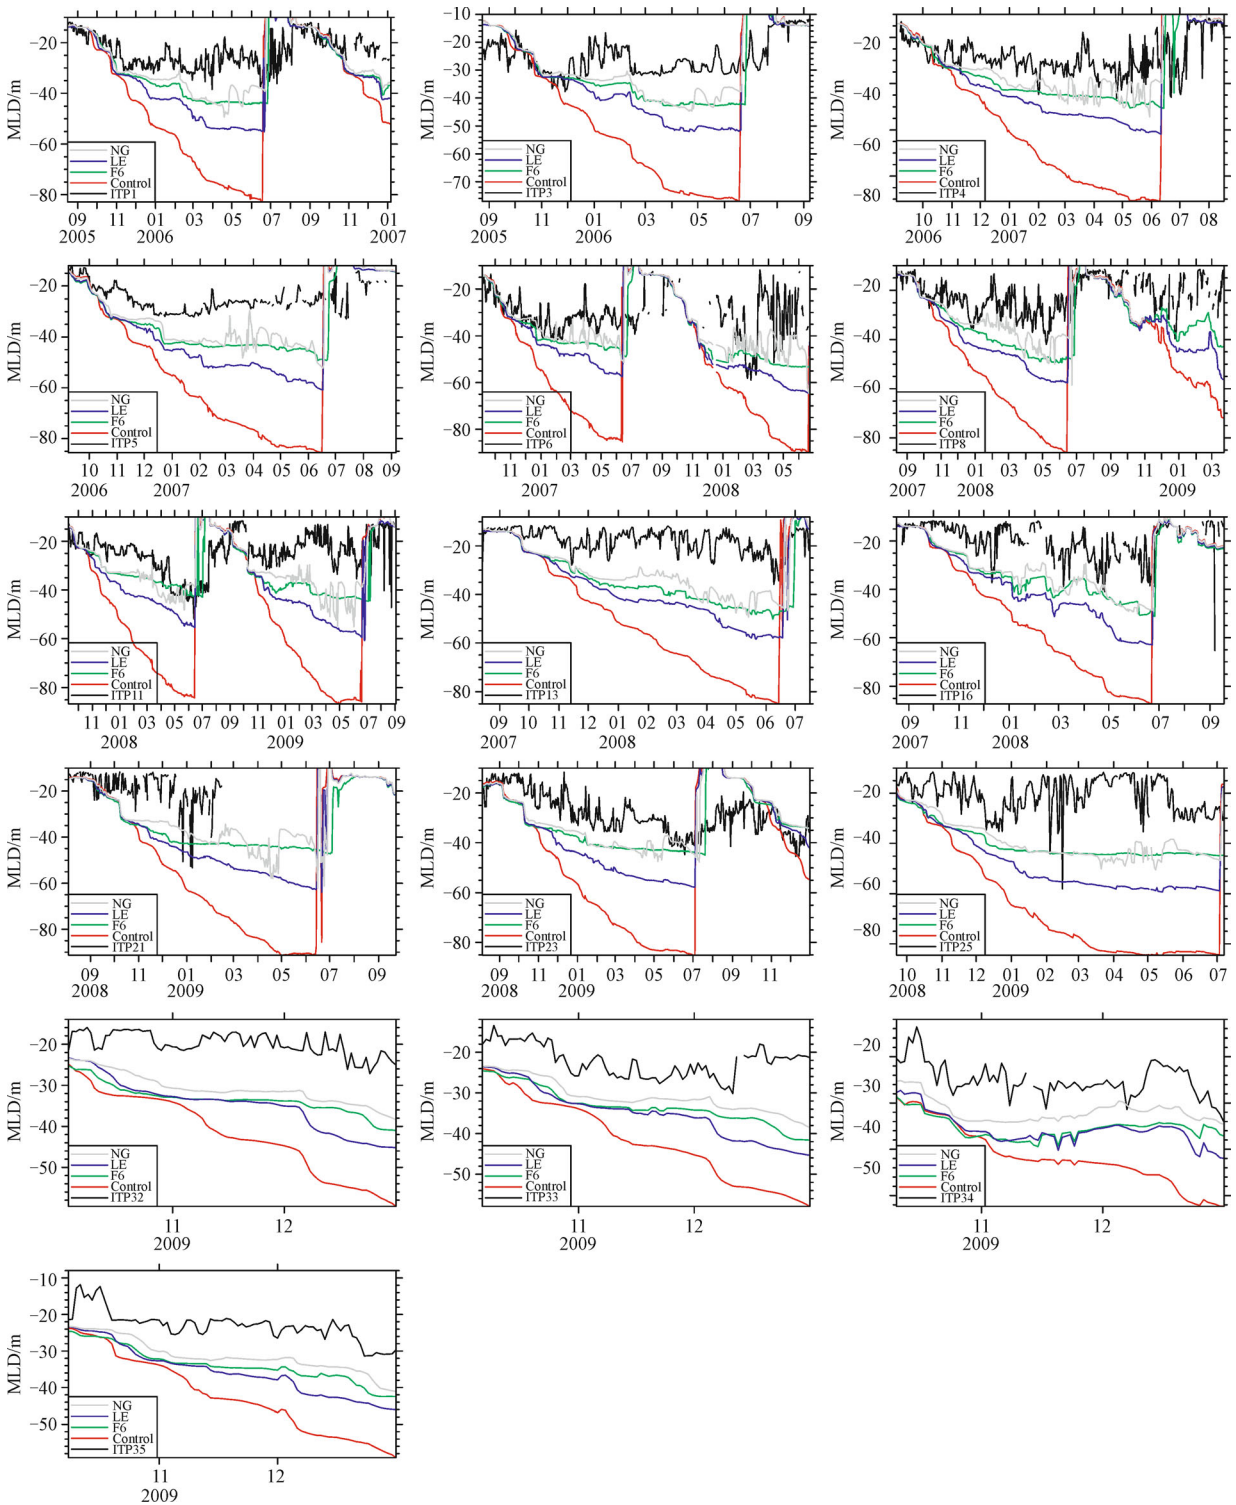 MLD/m
−20
−40
−60
−80
NG
LE
F6
Control
ITP1
09 11 01 03 05 07 09 11 01
2005 2006 2007
MLD/m
−10
−20
−30
−40
−50
−60
−70
NG
LE
F6
Control
ITP3
09 11 01 03 05 07 09
2005 2006
MLD/m
−20
−40
−60
−80
NG
LE
F6
Control
ITP4
10 11 12 01 02 03 04 05 06 07 08
2006 2007
MLD/m
−20
−40
−60
−80
NG
LE
F6
Control
ITP5
10 11 12 01 02 03 04 05 06 07 08 09
2006 2007
MLD/m
−20
−40
−60
−80
NG
LE
F6
Control
ITP6
11 01 03 05 07 09 11 01 03 05
2007 2008
MLD/m
−20
−40
−60
−80
NG
LE
F6
Control
ITP8
09 11 01 03 05 07 09 11 01 03
2007 2008 2009
MLD/m
−20
−40
−60
−80
NG
LE
F6
Control
ITP11
11 01 03 05 07 09 11 01 03 05 07 09
2008 2009
MLD/m
−20
−40
−60
−80
NG
LE
F6
Control
ITP13
09 10 11 12 01 02 03 04 05 06 07
2007 2008
MLD/m
−20
−40
−60
−80
NG
LE
F6
Control
ITP16
09 11 01 03 05 07 09
2007 2008
MLD/m
−20
−40
−60
−80
NG
LE
F6
Control
ITP21
09 11 01 03 05 07 09
2008 2009
MLD/m
−20
−40
−60
−80
NG
LE
F6
Control
ITP23
09 11 01 03 05 07 09 11
2008 2009
MLD/m
−20
−40
−60
−80
NG
LE
F6
Control
ITP25
10 11 12 01 02 03 04 05 06 07
2008 2009
MLD/m
−20
−30
−40
−50
NG
LE
F6
Control
ITP32
11 12
2009
MLD/m
−20
−30
−40
−50
NG
LE
F6
Control
ITP33
11 12
2009
MLD/m
−20
−30
−40
−50
NG
LE
F6
Control
ITP34
11 12
2009
MLD/m
−10
−20
−30
−40
−50
NG
LE
F6
Control
ITP35
11 12
2009